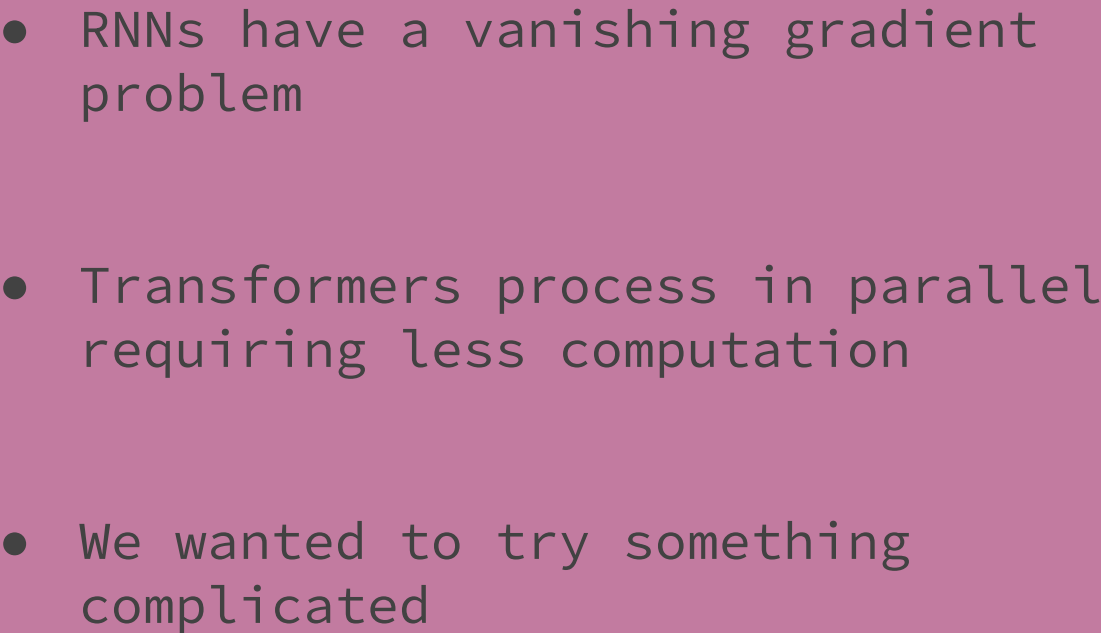 ● RNNs have a vanishing gradient
problem
● Transformers process in parallel
requiring less computation
● We wanted to try something
complicated